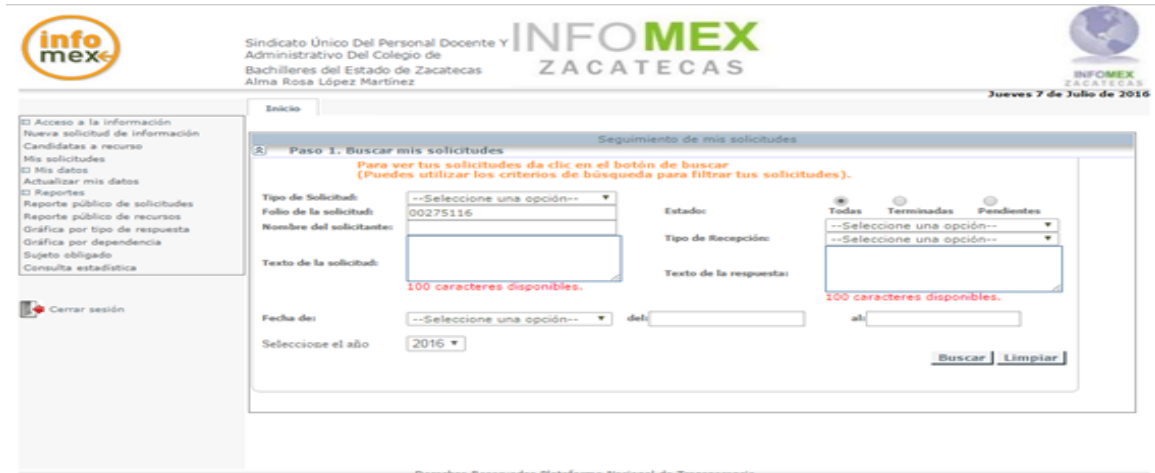 info
mex
Sindicato Único Del Personal Docente Y
Administrativo Del Colegio de
Bachilleres del Estado de Zacatecas
Alma Rosa López Martínez
INFOMEX
ZACATECAS
INFOMEX
ZACATECAS
Jueves 7 de Julio de 2016
Inicio
Acceso a la información
Nueva solicitud de información
Candidatas a recurso
Mis solicitudes
Mis datos
Actualizar mis datos
Reportes
Reporte público de solicitudes
Reporte público de recursos
Gráfica por tipo de respuesta
Gráfica por dependencia
Sujeto obligado
Consulta estadística
Cerrar sesión
Seguimiento de mis solicitudes
Paso 1. Buscar mis solicitudes
Para ver tus solicitudes da clic en el botón de buscar
(Puedes utilizar los criterios de búsqueda para filtrar tus solicitudes).
Tipo de Solicitud: --Seleccione una opción--
Folio de la solicitud: 00275116
Nombre del solicitante:
Texto de la solicitud:
100 caracteres disponibles.
Estado: Todas Terminadas Pendientes
--Seleccione una opción--
Tipo de Recepción: --Seleccione una opción--
Texto de la respuesta:
100 caracteres disponibles.
Fecha de: --Seleccione una opción-- del: al:
Seleccione el año 2016
Buscar Limpiar